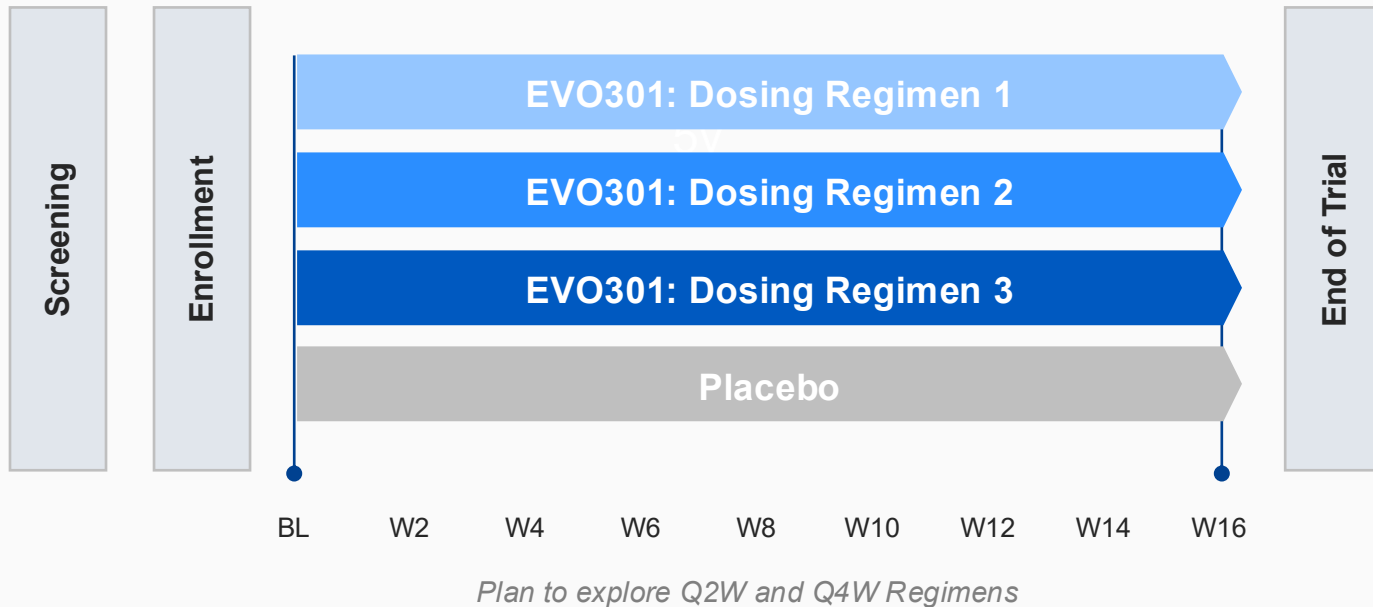 Screening
Enrollment
EVO301: Dosing Regimen 1
EVO301: Dosing Regimen 2
EVO301: Dosing Regimen 3
Placebo
End of Trial
BL W2 W4 W6 W8 W10 W12 W14 W16
Plan to explore Q2W and Q4W Regimens